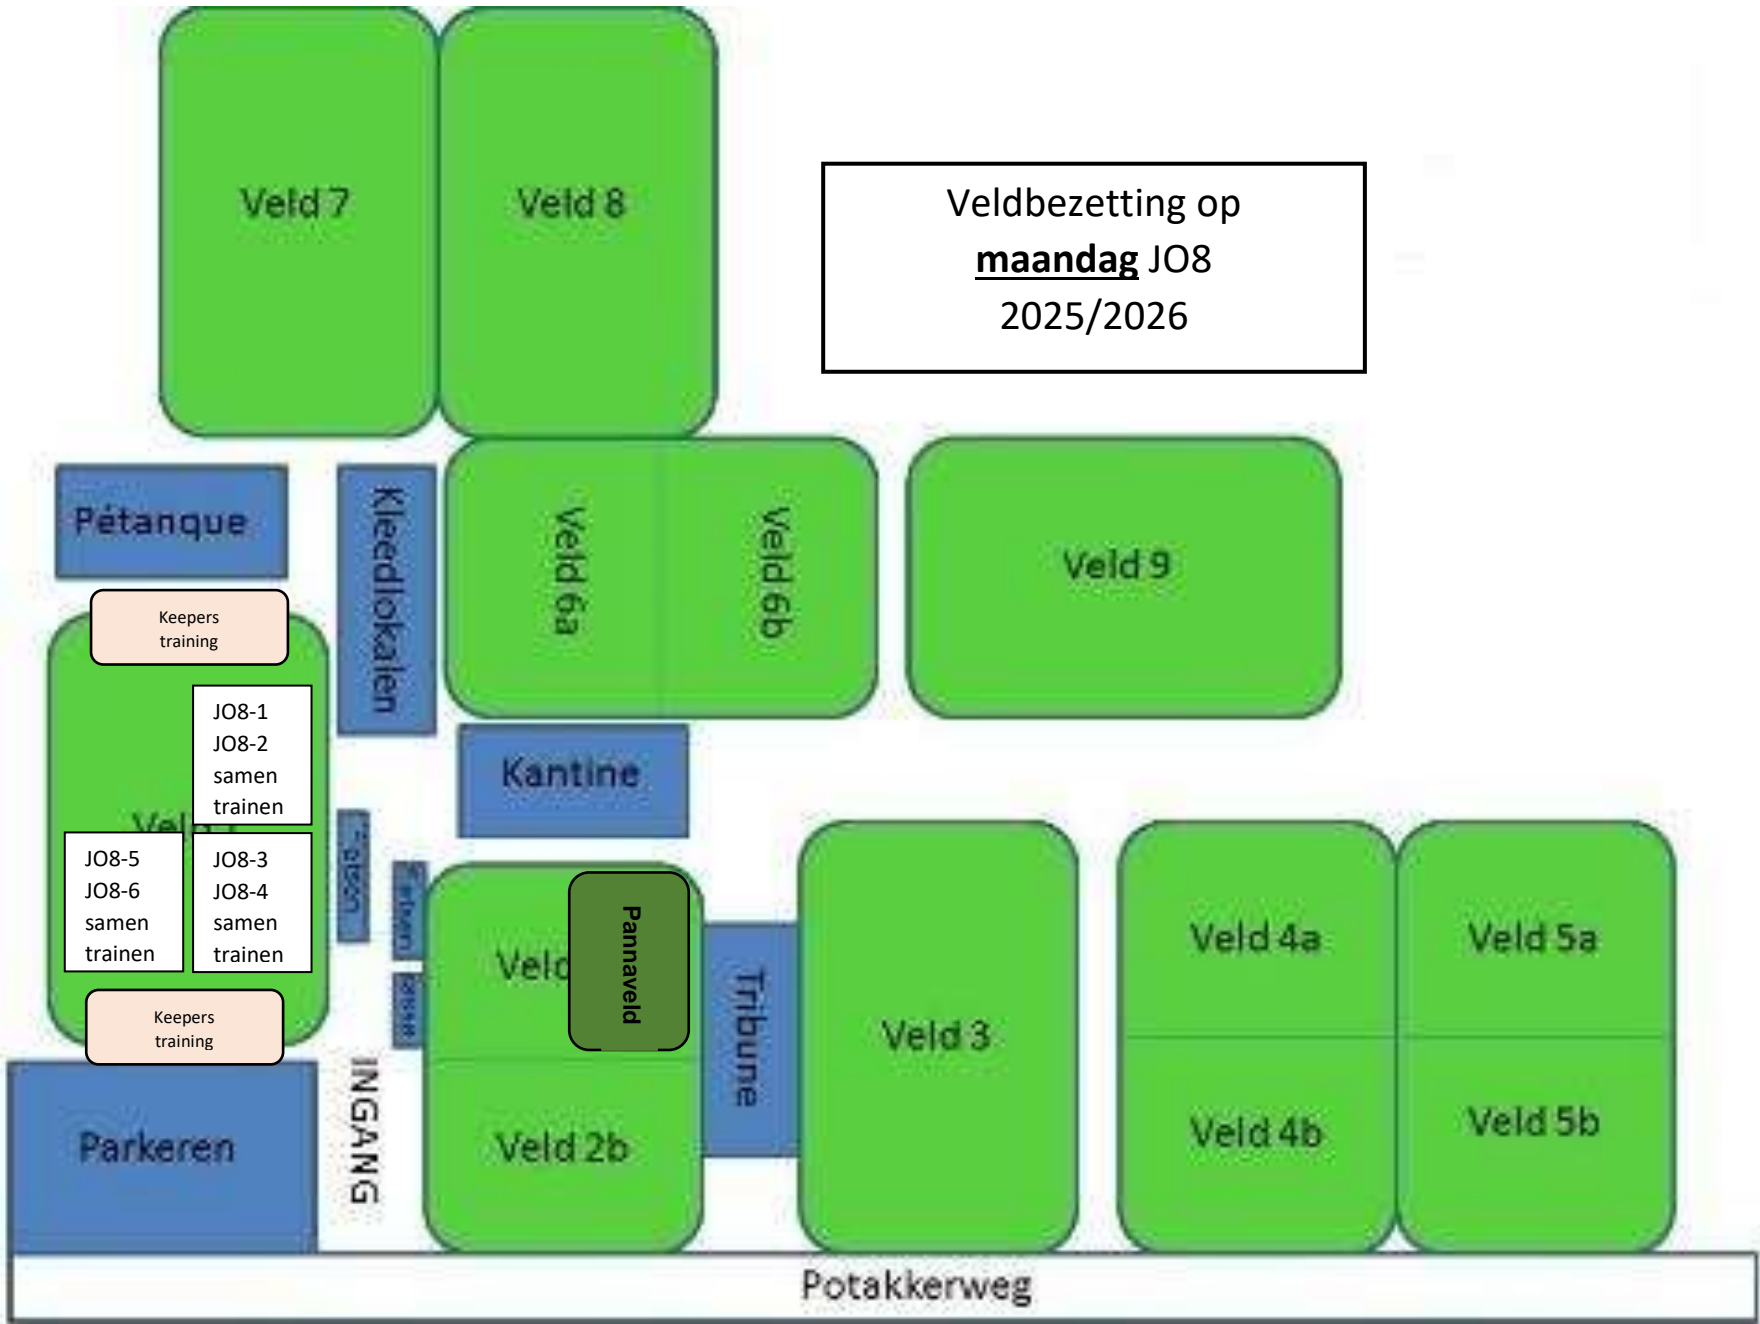 Veld 7
Veld 8
Veldbezetting op
maandag JO8
2025/2026
Pétanque
Kleedlokalen
Veld 6a
Veld 6b
Veld 9
Keepers
training
JO8-1
JO8-2
samen
trainen
Kantine
JO8-5
JO8-6
samen
trainen
JO8-3
JO8-4
samen
trainen
Keepers
training
Pannaveld
Tribune
Veld 3
Veld 4a
Veld 5a
Veld 2b
Veld 4b
Veld 5b
Parkeren
INGANG
Potakkerweg